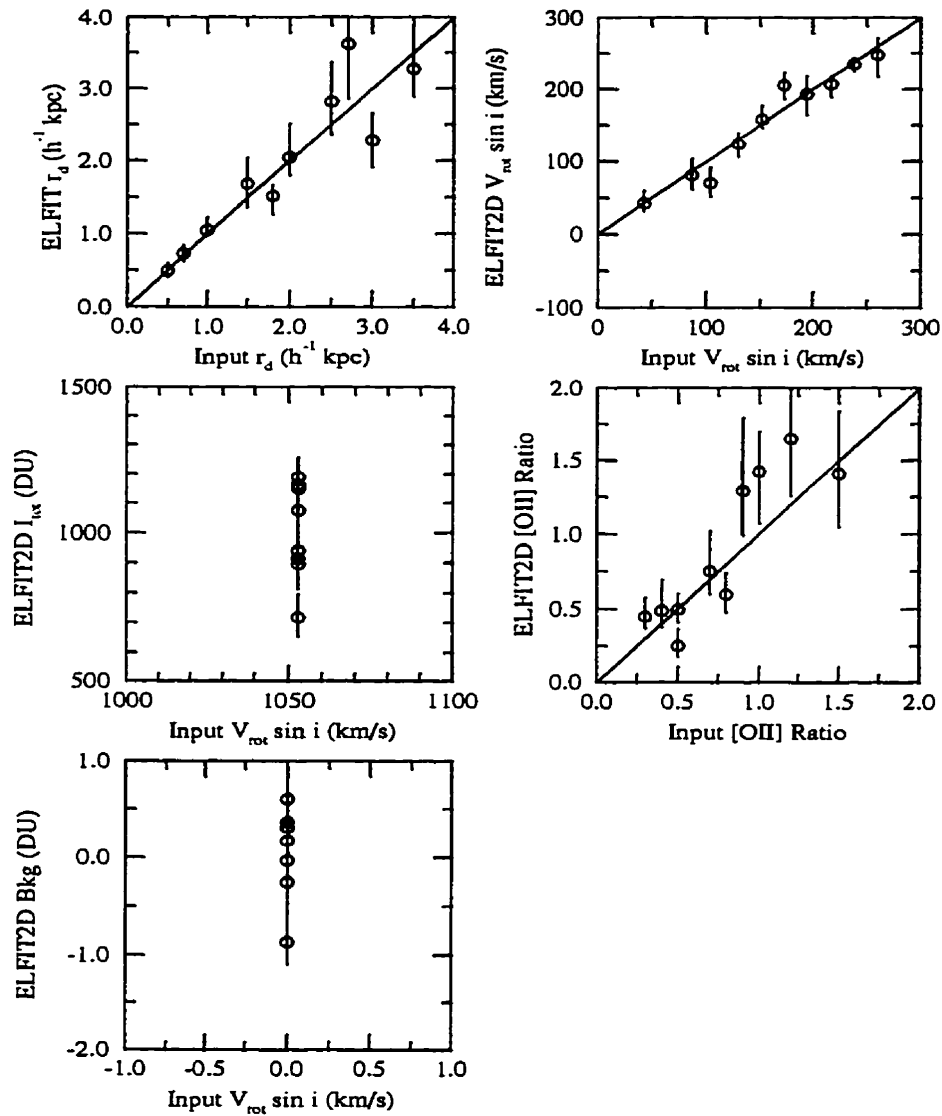 4.0
3.0
2.0
1.0
0.0
ELFIT r_d (h^-1 kpc)
0.0 1.0 2.0 3.0 4.0
Input r_d (h^-1 kpc)
300
200
100
0
-100
ELFIT2D V_rot sin i (km/s)
0 100 200 300
Input V_rot sin i (km/s)
1500
1000
500
ELFIT2D I_tot (DU)
1000 1050 1100
Input V_rot sin i (km/s)
2.0
1.5
1.0
0.5
0.0
ELFIT2D [OII] Ratio
0.0 0.5 1.0 1.5 2.0
Input [OII] Ratio
1.0
0.0
-1.0
-2.0
ELFIT2D Bkg (DU)
-1.0 -0.5 0.0 0.5 1.0
Input V_rot sin i (km/s)